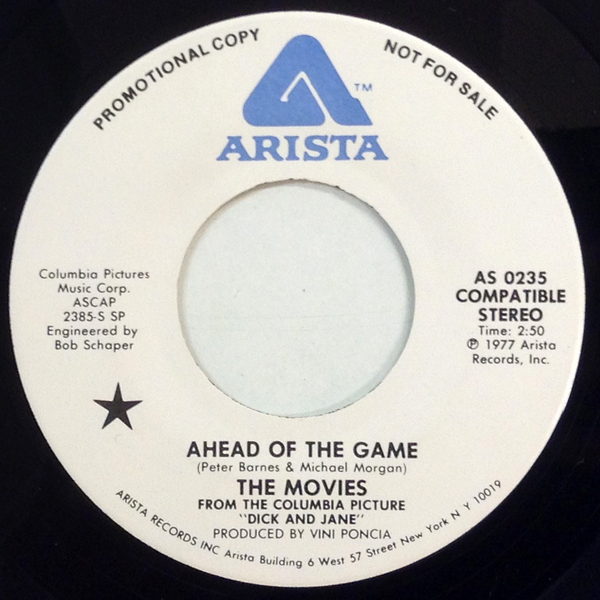 PROMOTIONAL COPY
NOT FOR SALE
TM
ARISTA
Columbia Pictures
Music Corp.
ASCAP
2385-S SP
Engineered by
Bob Schaper
AS 0235
COMPATIBLE
STEREO
Time: 2:50
Ⓟ 1977 Arista
Records, Inc.
AHEAD OF THE GAME
(Peter Barnes & Michael Morgan)
THE MOVIES
FROM THE COLUMBIA PICTURE
"DICK AND JANE"
PRODUCED BY VINI PONCIA
ARISTA RECORDS INC Arista Building 6 West 57 Street New York N Y 10019